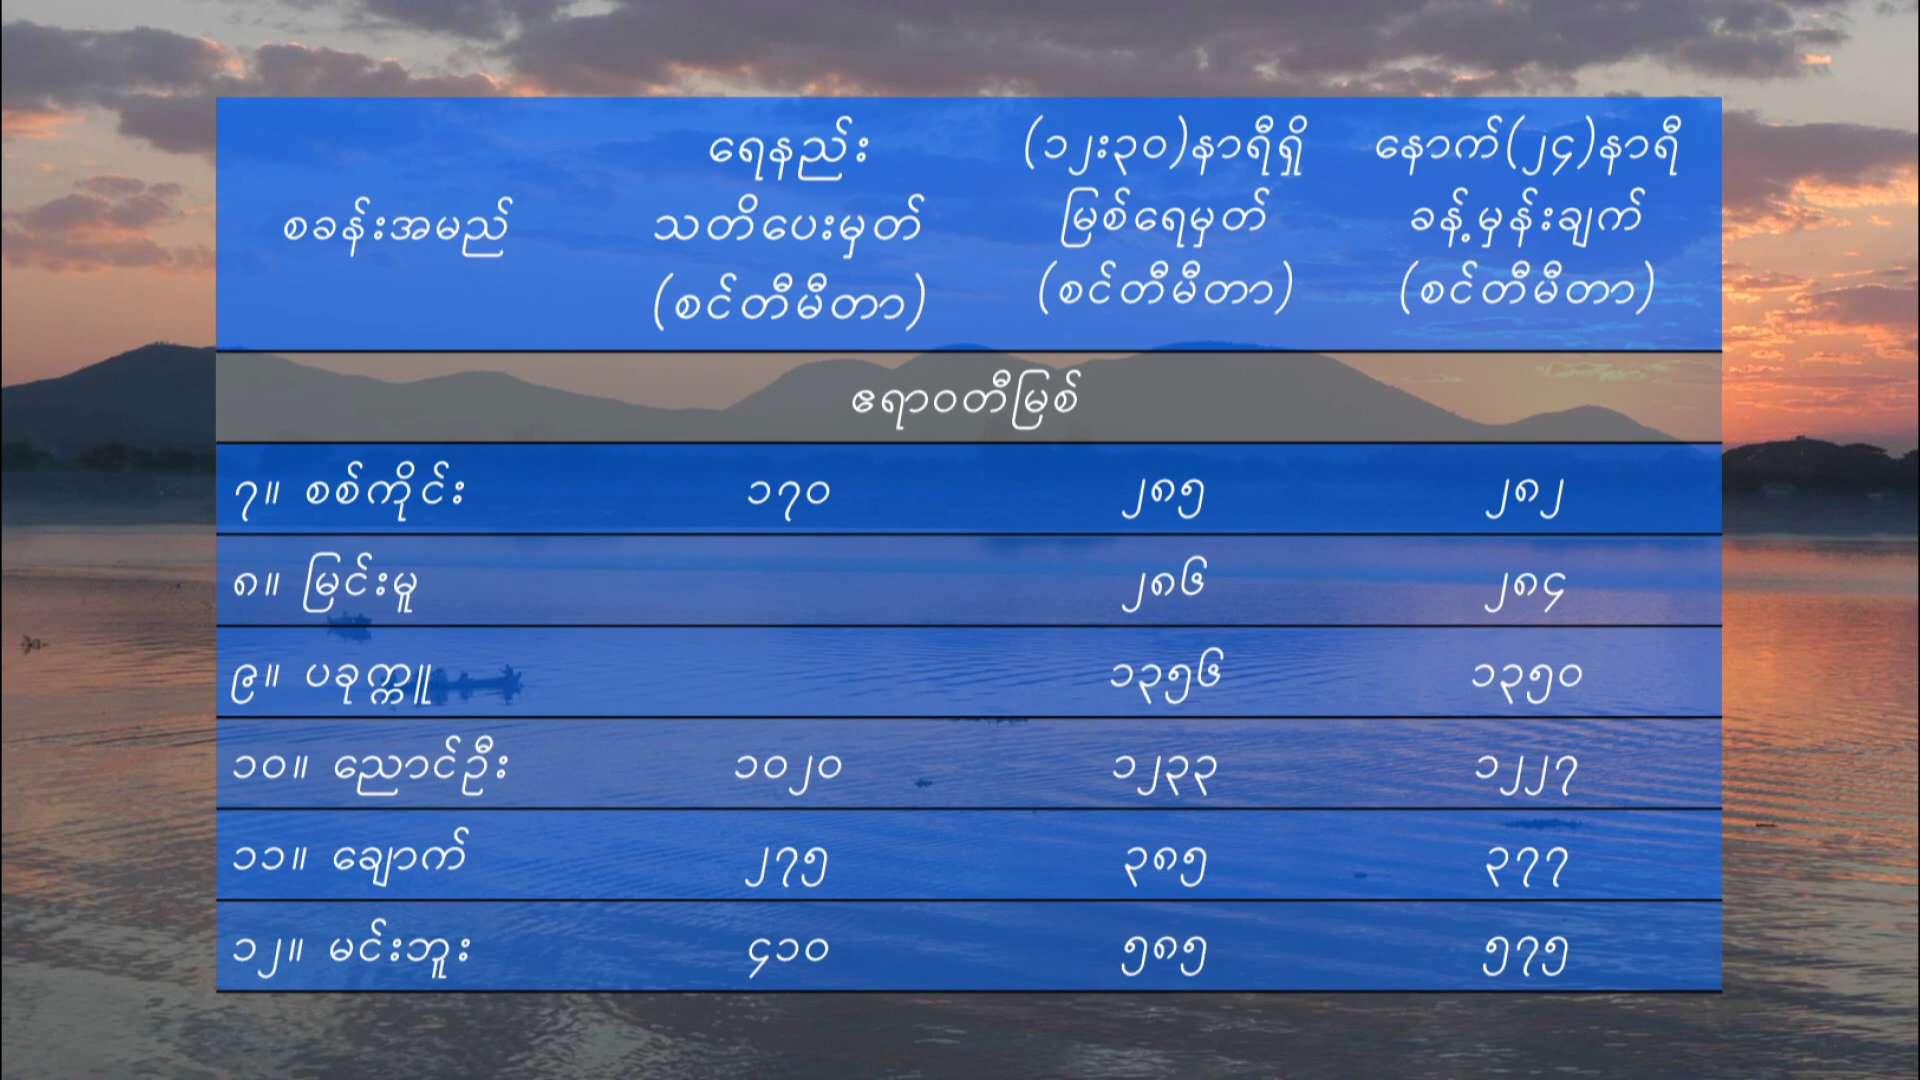 စခန်းအမည်
ရေနည်း
သတိပေးမှတ်
(စင်တီမီတာ)
(၁၂း၃၀)နာရီရှိ
မြစ်ရေမှတ်
(စင်တီမီတာ)
နောက်(၂၄)နာရီ
ခန့်မှန်းချက်
(စင်တီမီတာ)
ဧရာဝတီမြစ်
၇။ စစ်ကိုင်း ၁၇၀ ၂၈၅ ၂၈၂
၈။ မြင်းမူ ၂၈၆ ၂၈၄
၉။ ပခုက္ကူ ၁၃၅၆ ၁၃၅၀
၁၀။ ညောင်ဦး ၁၀၂၀ ၁၂၃၃ ၁၂၂၇
၁၁။ ချောက် ၂၇၅ ၃၈၅ ၃၇၇
၁၂။ မင်းဘူး ၄၁၀ ၅၈၅ ၅၇၅